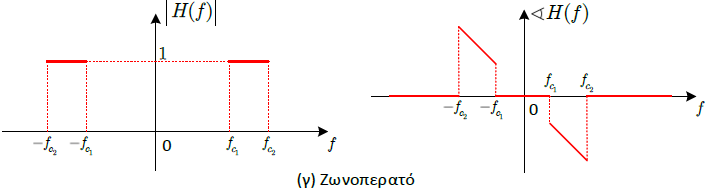 |H(f)|
1
−f_{c_2} −f_{c_1} 0 f_{c_1} f_{c_2} f
∢H(f)
f_{c_1} f_{c_2}
−f_{c_2} −f_{c_1} 0 f
(γ) Ζωνοπερατό